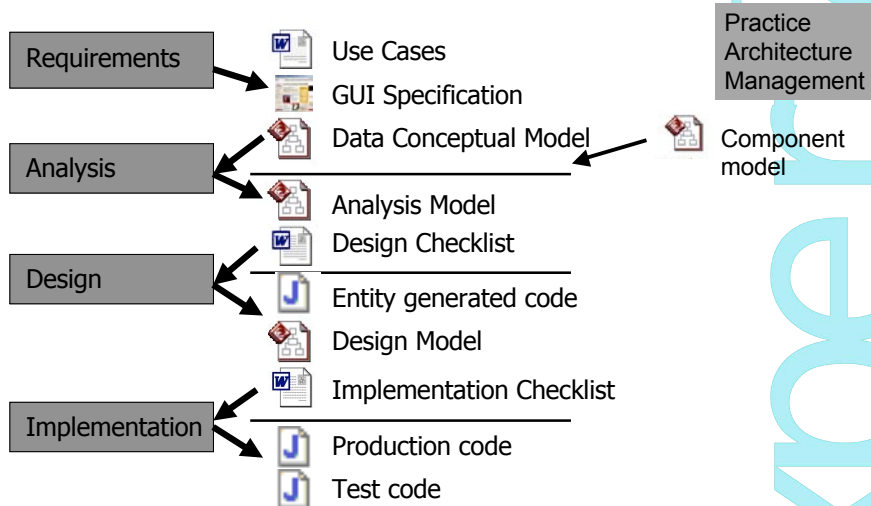 Practice
Architecture
Management
Requirements
Use Cases
GUI Specification
Data Conceptual Model
Component
model
Analysis
Analysis Model
Design Checklist
Design
Entity generated code
Design Model
Implementation Checklist
Implementation
Production code
Test code